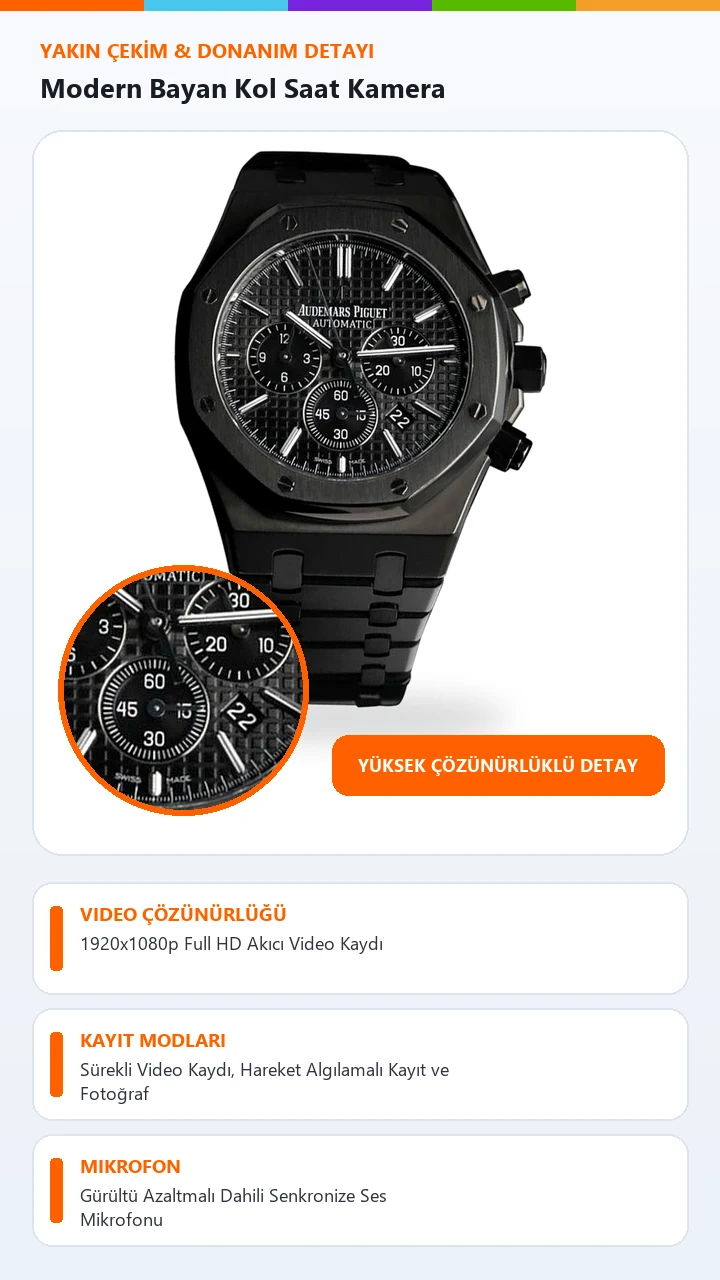 YAKIN ÇEKİM & DONANIM DETAYI
Modern Bayan Kol Saat Kamera
AUDEMARS PIGUET
AUTOMATIC
12
9
3
6
30
20
10
60
45
15
30
22
SWISS MADE
OMATIC
3
6
30
20
10
60
45
15
30
22
SWISS MADE
YÜKSEK ÇÖZÜNÜRLÜKLÜ DETAY
VIDEO ÇÖZÜNÜRLÜĞÜ
1920x1080p Full HD Akıcı Video Kaydı
KAYIT MODLARI
Sürekli Video Kaydı, Hareket Algılamalı Kayıt ve
Fotoğraf
MIKROFON
Gürültü Azaltmalı Dahili Senkronize Ses
Mikrofonu